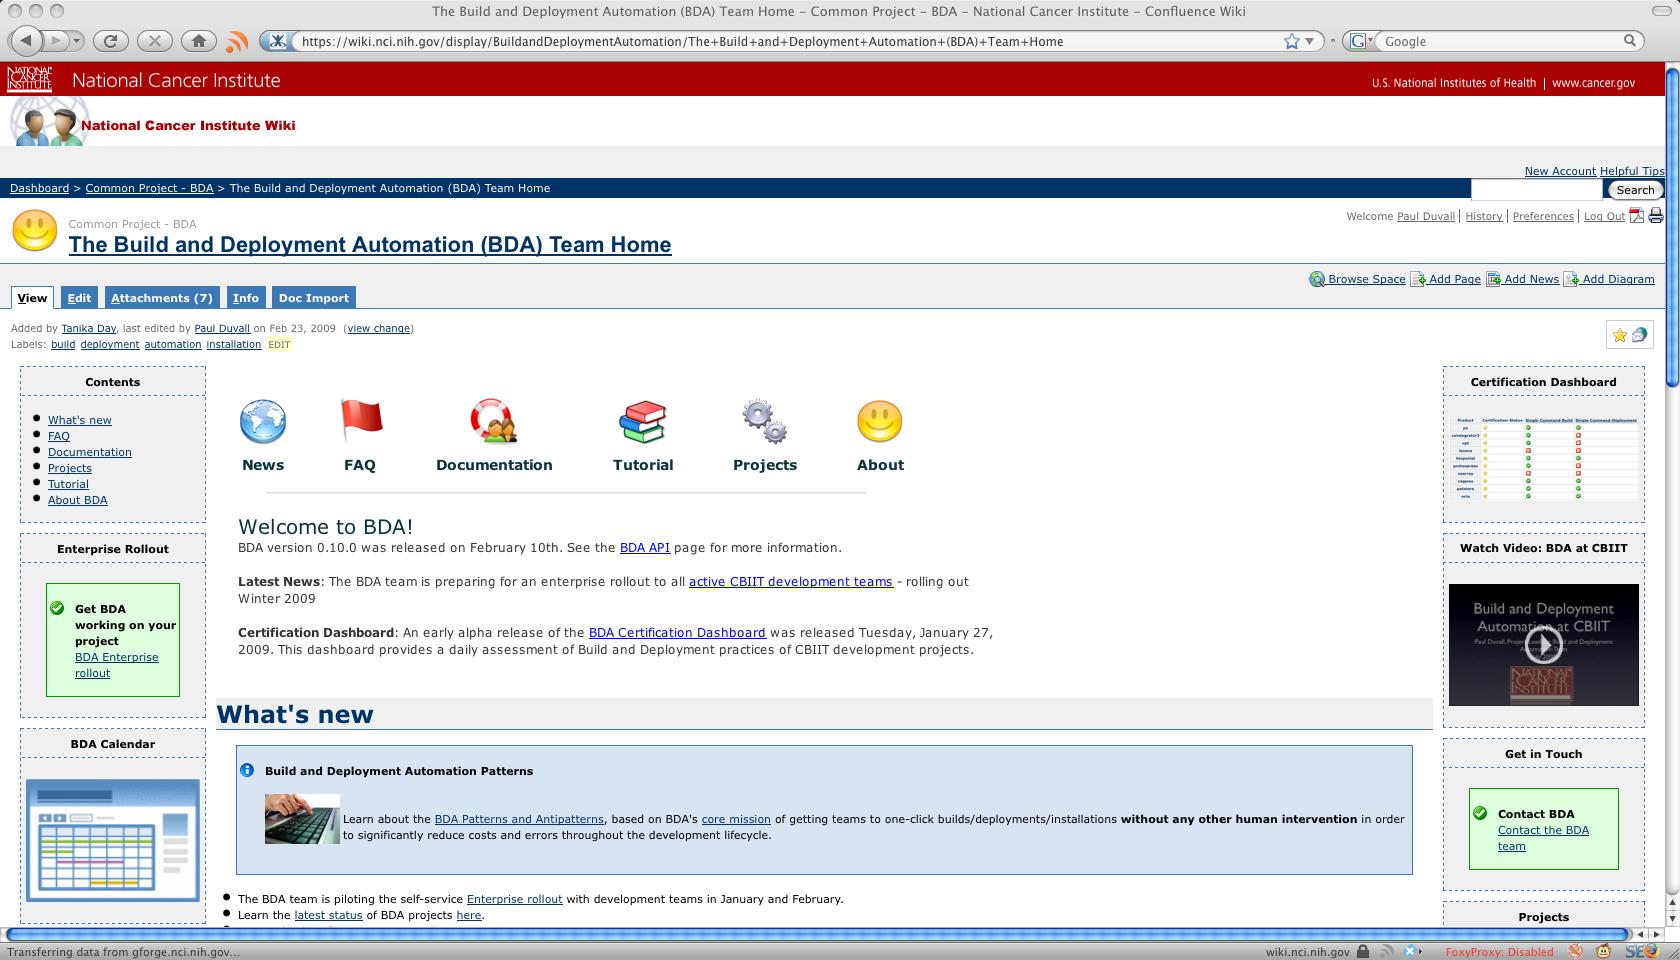 The Build and Deployment Automation (BDA) Team Home – Common Project – BDA – National Cancer Institute – Confluence Wiki
https://wiki.nci.nih.gov/display/BuildandDeploymentAutomation/The+Build+and+Deployment+Automation+(BDA)+Team+Home
Google
NATIONAL CANCER INSTITUTE
National Cancer Institute
U.S. National Institutes of Health | www.cancer.gov
National Cancer Institute Wiki
New Account Helpful Tips
Dashboard > Common Project - BDA > The Build and Deployment Automation (BDA) Team Home
Search
Common Project - BDA
Welcome Paul Duvall | History | Preferences | Log Out
The Build and Deployment Automation (BDA) Team Home
Browse Space Add Page Add News Add Diagram
View Edit Attachments (7) Info Doc Import
Added by Tanika Day, last edited by Paul Duvall on Feb 23, 2009 (view change)
Labels: build deployment automation installation EDIT
Contents
What's new
FAQ
Documentation
Projects
Tutorial
About BDA
Enterprise Rollout
Get BDA
working on your
project
BDA Enterprise
rollout
BDA Calendar
News FAQ Documentation Tutorial Projects About
Welcome to BDA!
BDA version 0.10.0 was released on February 10th. See the BDA API page for more information.
Latest News: The BDA team is preparing for an enterprise rollout to all active CBIIT development teams - rolling out
Winter 2009
Certification Dashboard: An early alpha release of the BDA Certification Dashboard was released Tuesday, January 27,
2009. This dashboard provides a daily assessment of Build and Deployment practices of CBIIT development projects.
What's new
Build and Deployment Automation Patterns
Learn about the BDA Patterns and Antipatterns, based on BDA's core mission of getting teams to one-click builds/deployments/installations without any other human intervention in order
to significantly reduce costs and errors throughout the development lifecycle.
The BDA team is piloting the self-service Enterprise rollout with development teams in January and February.
Learn the latest status of BDA projects here.
Certification Dashboard
Product Certification-Status Single-Command-Build Single-Command-Deployment
Watch Video: BDA at CBIIT
Build and Deployment
Automation at CBIIT
NATIONAL
CANCER
INSTITUTE
Get in Touch
Contact BDA
Contact the BDA
team
Projects
Transferring data from gforge.nci.nih.gov...
wiki.nci.nih.gov
FoxyProxy: Disabled